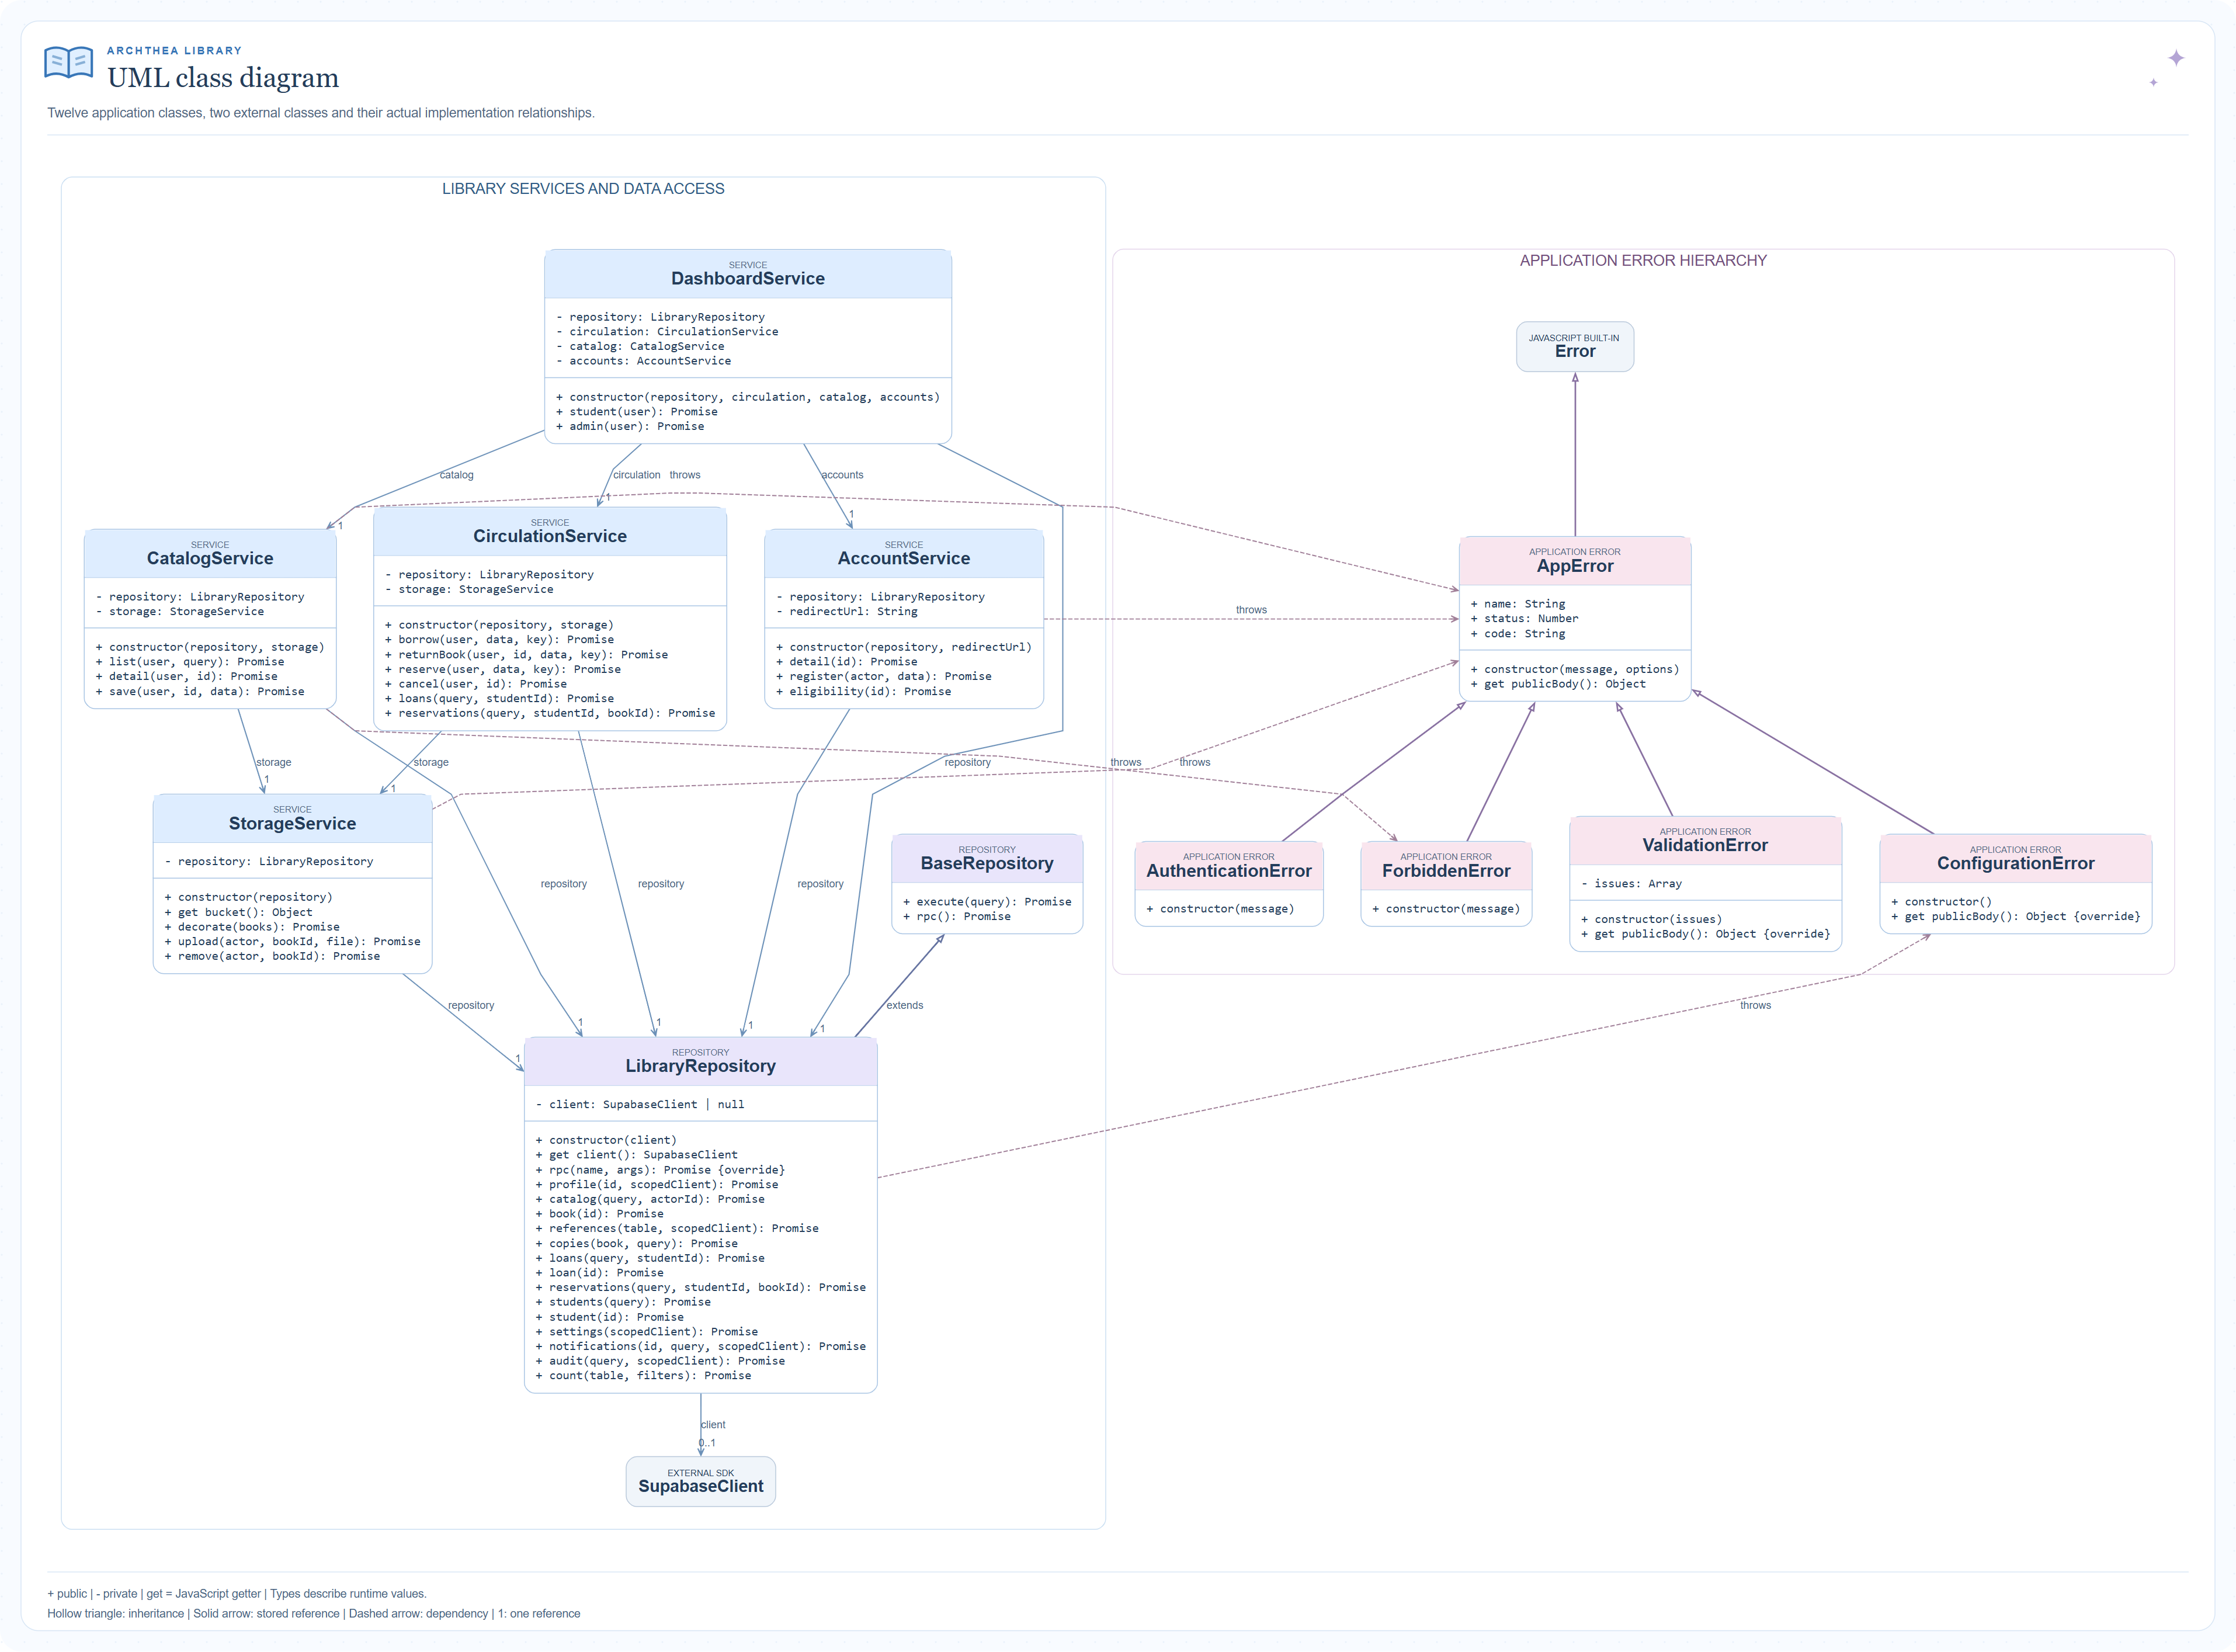 ARCHTHEA LIBRARY
UML class diagram
Twelve application classes, two external classes and their actual implementation relationships.
LIBRARY SERVICES AND DATA ACCESS
SERVICE
DashboardService
- repository: LibraryRepository
- circulation: CirculationService
- catalog: CatalogService
- accounts: AccountService
+ constructor(repository, circulation, catalog, accounts)
+ student(user): Promise
+ admin(user): Promise
catalog
circulation
throws
accounts
1
1
1
SERVICE
CatalogService
- repository: LibraryRepository
- storage: StorageService
+ constructor(repository, storage)
+ list(user, query): Promise
+ detail(user, id): Promise
+ save(user, id, data): Promise
SERVICE
CirculationService
- repository: LibraryRepository
- storage: StorageService
+ constructor(repository, storage)
+ borrow(user, data, key): Promise
+ returnBook(user, id, data, key): Promise
+ reserve(user, data, key): Promise
+ cancel(user, id): Promise
+ loans(query, studentId): Promise
+ reservations(query, studentId, bookId): Promise
SERVICE
AccountService
- repository: LibraryRepository
- redirectUrl: String
+ constructor(repository, redirectUrl)
+ detail(id): Promise
+ register(actor, data): Promise
+ eligibility(id): Promise
storage
1
storage
1
repository
SERVICE
StorageService
- repository: LibraryRepository
+ constructor(repository)
+ get bucket(): Object
+ decorate(books): Promise
+ upload(actor, bookId, file): Promise
+ remove(actor, bookId): Promise
repository
repository
repository
REPOSITORY
BaseRepository
+ execute(query): Promise
+ rpc(): Promise
repository
extends
1
1
1
1
1
REPOSITORY
LibraryRepository
- client: SupabaseClient | null
+ constructor(client)
+ get client(): SupabaseClient
+ rpc(name, args): Promise {override}
+ profile(id, scopedClient): Promise
+ catalog(query, actorId): Promise
+ book(id): Promise
+ references(table, scopedClient): Promise
+ copies(book, query): Promise
+ loans(query, studentId): Promise
+ loan(id): Promise
+ reservations(query, studentId, bookId): Promise
+ students(query): Promise
+ student(id): Promise
+ settings(scopedClient): Promise
+ notifications(id, query, scopedClient): Promise
+ audit(query, scopedClient): Promise
+ count(table, filters): Promise
client
0..1
EXTERNAL SDK
SupabaseClient
APPLICATION ERROR HIERARCHY
JAVASCRIPT BUILT-IN
Error
throws
APPLICATION ERROR
AppError
+ name: String
+ status: Number
+ code: String
+ constructor(message, options)
+ get publicBody(): Object
throws
throws
APPLICATION ERROR
AuthenticationError
+ constructor(message)
APPLICATION ERROR
ForbiddenError
+ constructor(message)
APPLICATION ERROR
ValidationError
- issues: Array
+ constructor(issues)
+ get publicBody(): Object {override}
APPLICATION ERROR
ConfigurationError
+ constructor()
+ get publicBody(): Object {override}
throws
+ public | - private | get = JavaScript getter | Types describe runtime values.
Hollow triangle: inheritance | Solid arrow: stored reference | Dashed arrow: dependency | 1: one reference